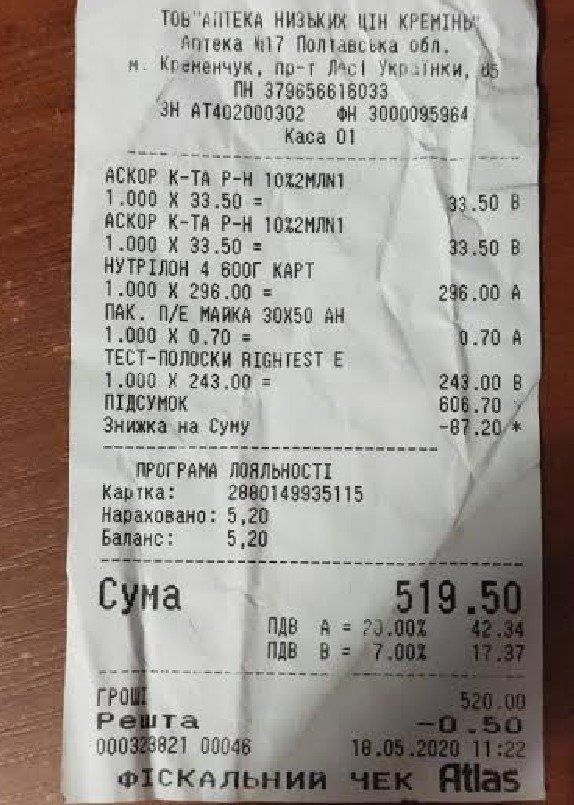 ТОВ"АПТЕКА НИЗЬКИХ ЦІН КРЕМІНЬ"
Аптека №17 Полтавська обл.
м. Кременчук, пр-т Лесі Українки, 85
ПН 379656616033
ЗН АТ402000302 ФН 3000095964
Каса 01
АСКОР К-ТА Р-Н 10%2МЛN1
1.000 X 33.50 = 33.50 В
АСКОР К-ТА Р-Н 10%2МЛN1
1.000 X 33.50 = 33.50 В
НУТРІЛОН 4 600Г КАРТ
1.000 X 296.00 = 296.00 А
ПАК. П/Е МАЙКА 30X50 АН
1.000 X 0.70 = 0.70 А
ТЕСТ-ПОЛОСКИ RIGHTEST E
1.000 X 243.00 = 243.00 В
ПІДСУМОК 606.70
Знижка на Суму -87.20 *
ПРОГРАМА ЛОЯЛЬНОСТІ
Картка: 2880149935115
Нараховано: 5,20
Баланс: 5,20
Сума 519.50
ПДВ А = 20.00% 42.34
ПДВ В = 7.00% 17.37
ГРОШІ 520.00
Решта -0.50
000323821 00046 18.05.2020 11:22
ФІСКАЛЬНИЙ ЧЕК Atlas